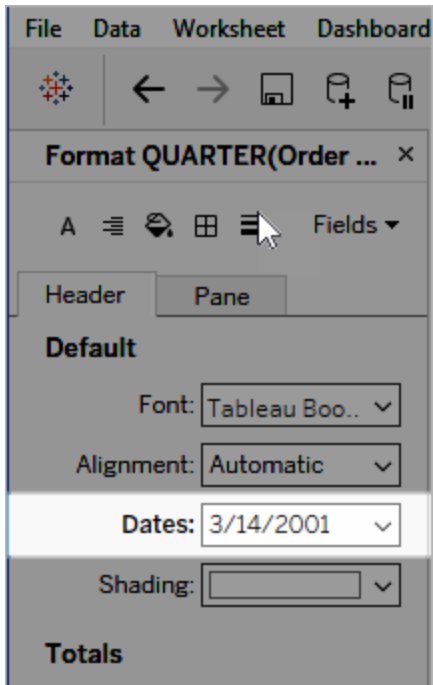 File Data Worksheet Dashboard
Format QUARTER(Order ... ×
A Fields
Header Pane
Default
Font: Tableau Boo..
Alignment: Automatic
Dates: 3/14/2001
Shading:
Totals